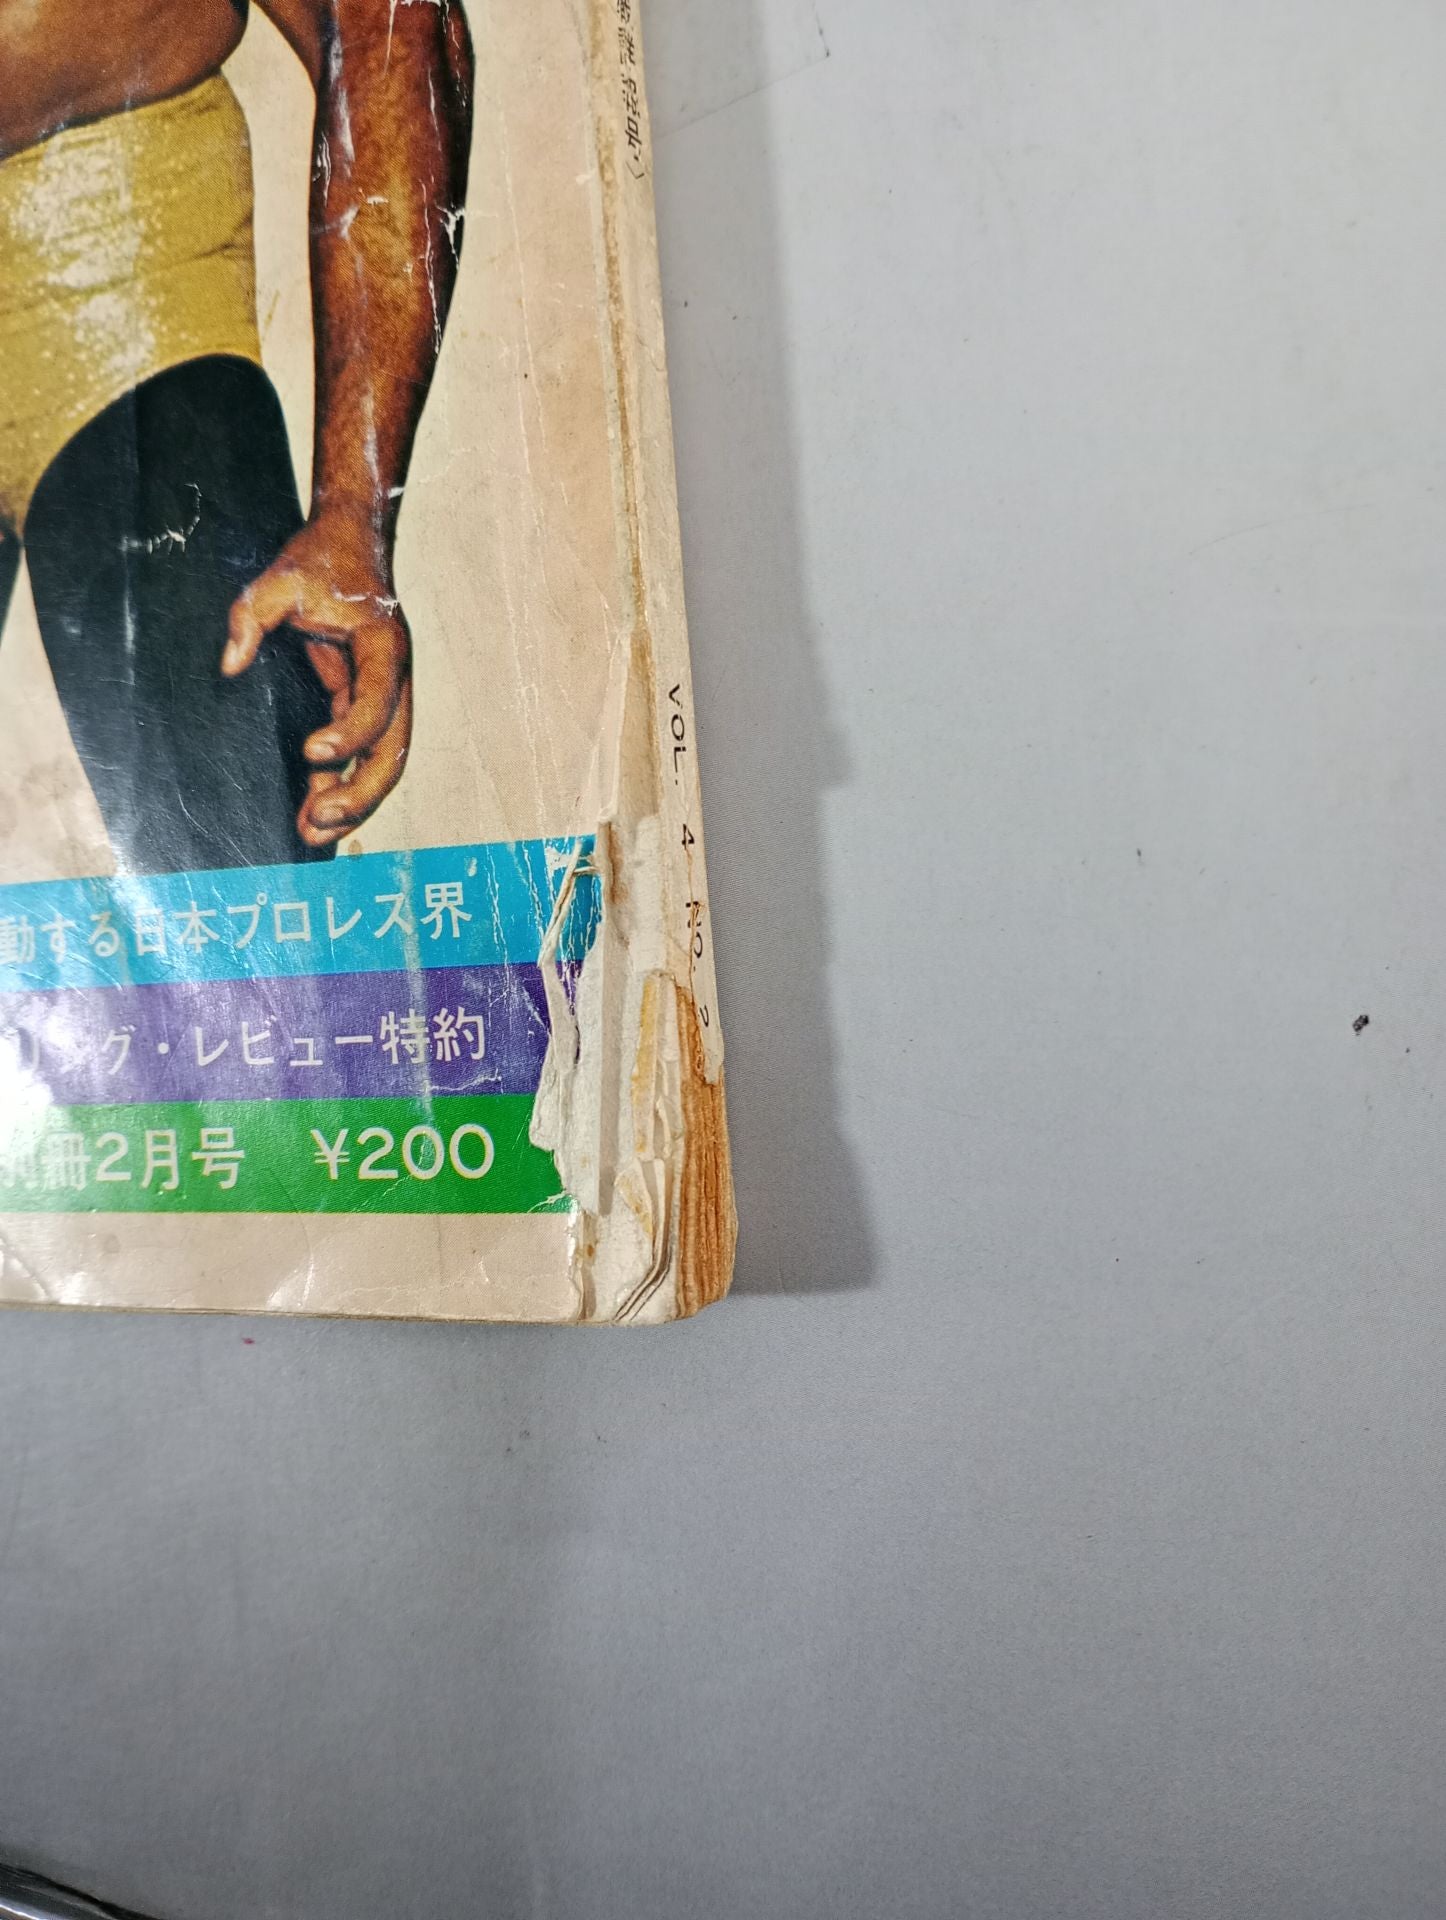 動する日本プロレス界
リング・レビュー特約
別冊2月号 ¥200
VOL. 4 NO. 2